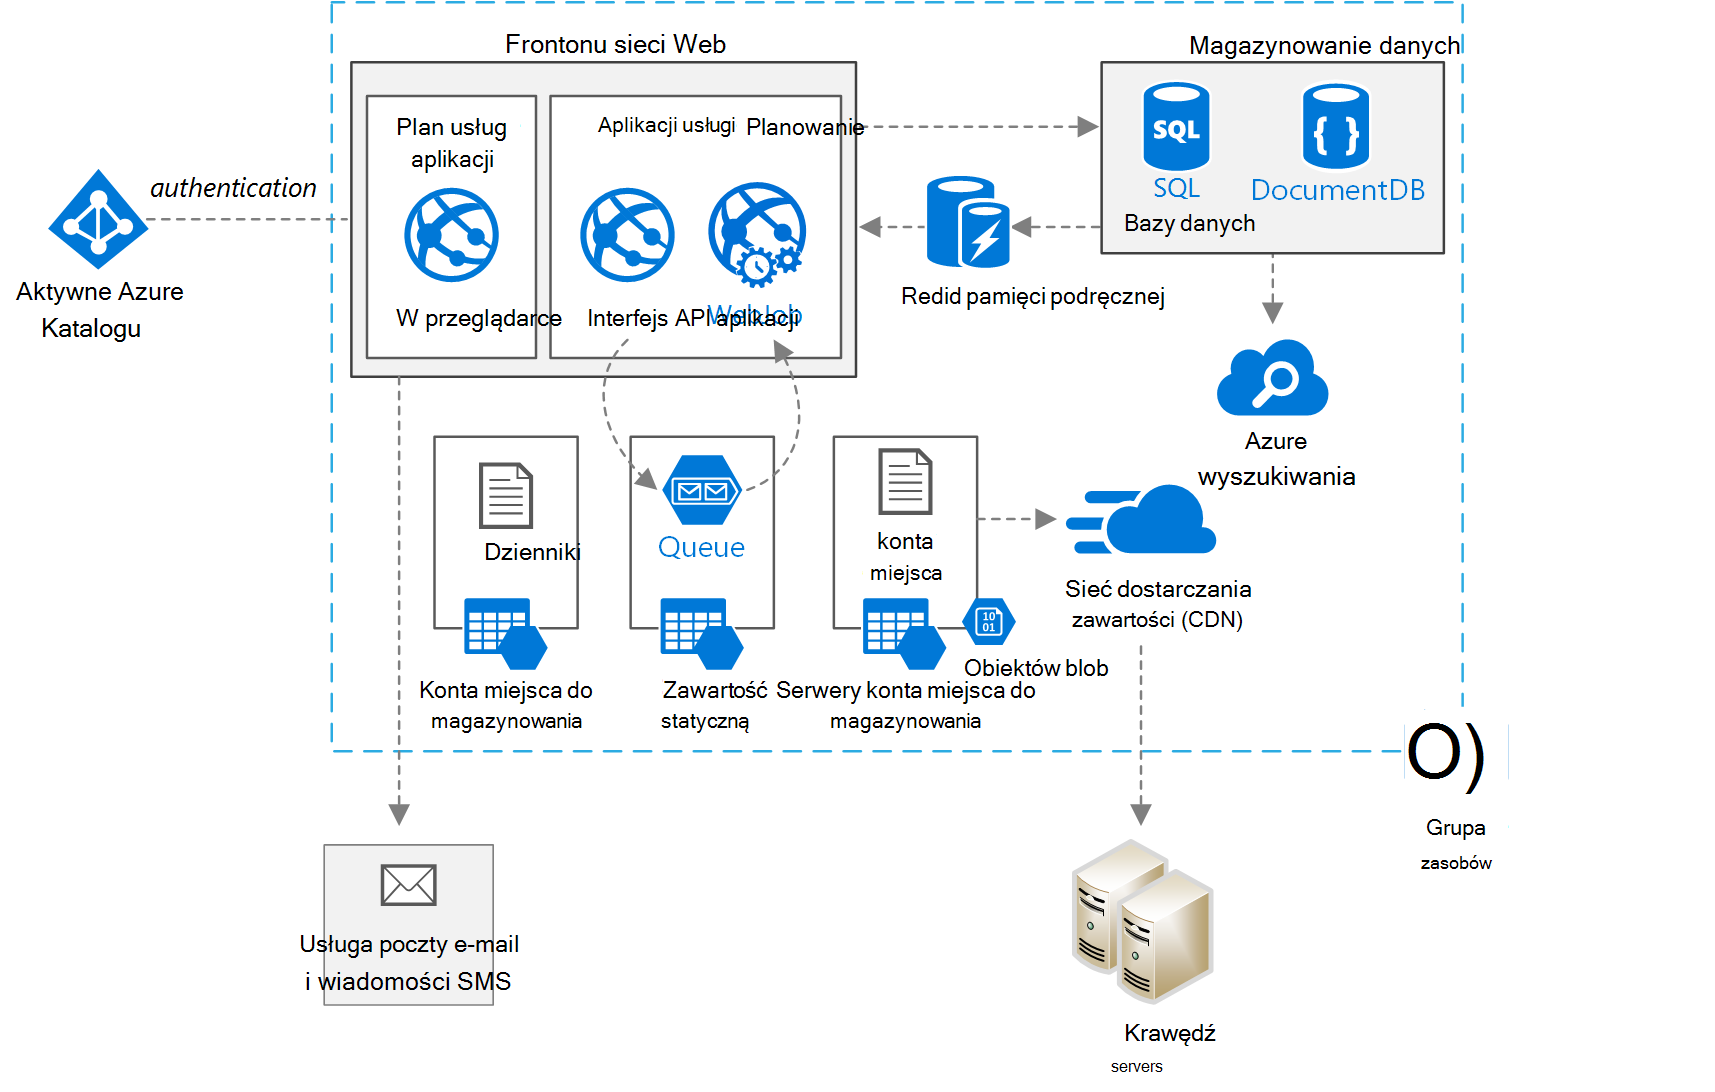 Frontonu sieci Web
Magazynowanie danych
Plan usług
aplikacji
Aplikacji usługi Planowanie
SQL
SQL
DocumentDB
Bazy danych
authentication
Aktywne Azure
Katalogu
W przeglądarce
Interfejs API aplikacji
WebJob
Redid pamięci podręcznej
Azure
wyszukiwania
Dzienniki
Queue
konta
miejsca
Sieć dostarczania
zawartości (CDN)
10
01
Obiektów blob
Konta miejsca do
magazynowania
Zawartość
statyczną
Serwery konta miejsca do
magazynowania
O)
Grupa
zasobów
Usługa poczty e-mail
i wiadomości SMS
Krawędź
servers